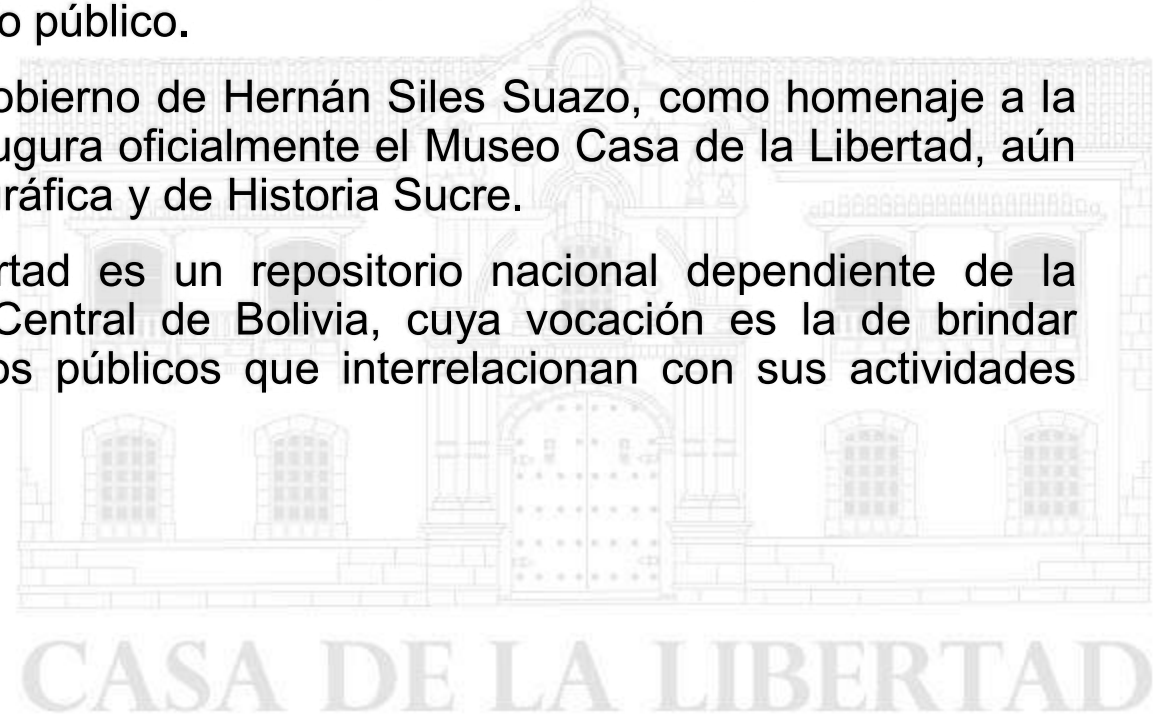 o público.
obierno de Hernán Siles Suazo, como homenaje a la
ugura oficialmente el Museo Casa de la Libertad, aún
ráfica y de Historia Sucre.
rtad es un repositorio nacional dependiente de la
Central de Bolivia, cuya vocación es la de brindar
os públicos que interrelacionan con sus actividades
CASA DE LA LIBERTAD